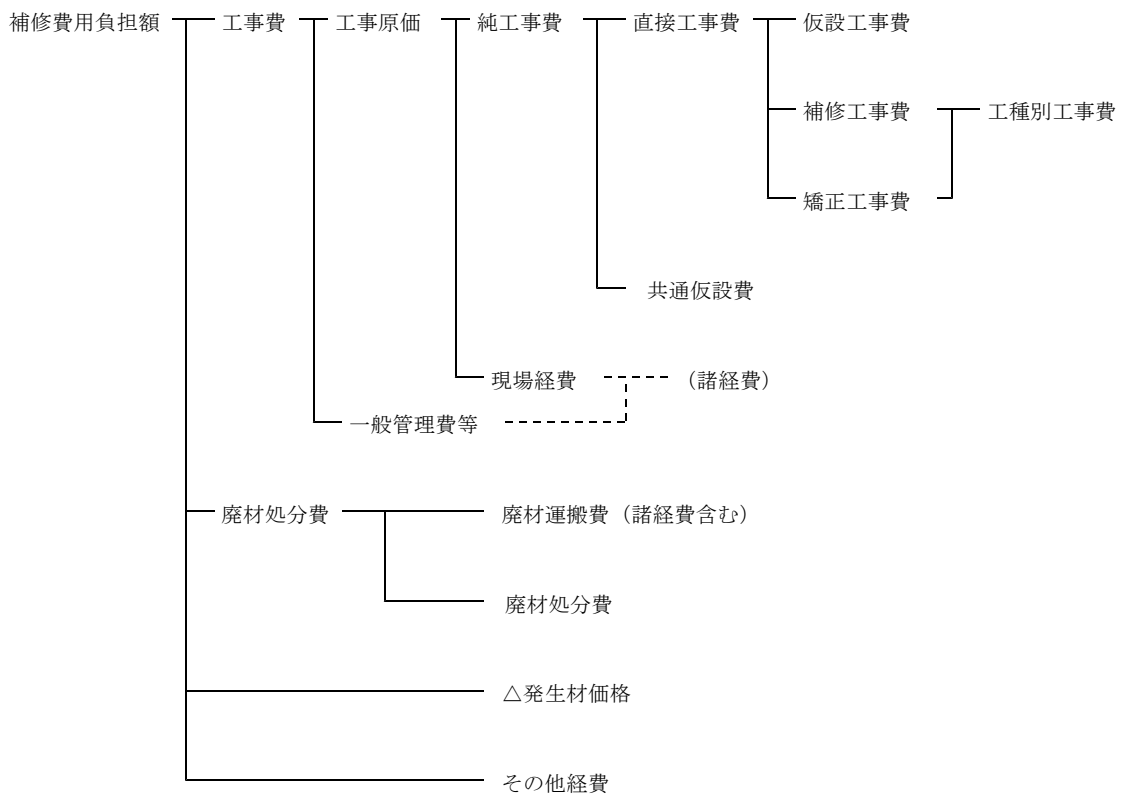 補修費用負担額 工事費 工事原価 純工事費 直接工事費 仮設工事費
補修工事費 工種別工事費
矯正工事費
共通仮設費
現場経費 (諸経費)
一般管理費等
廃材処分費 廃材運搬費(諸経費含む)
廃材処分費
△発生材価格
その他経費